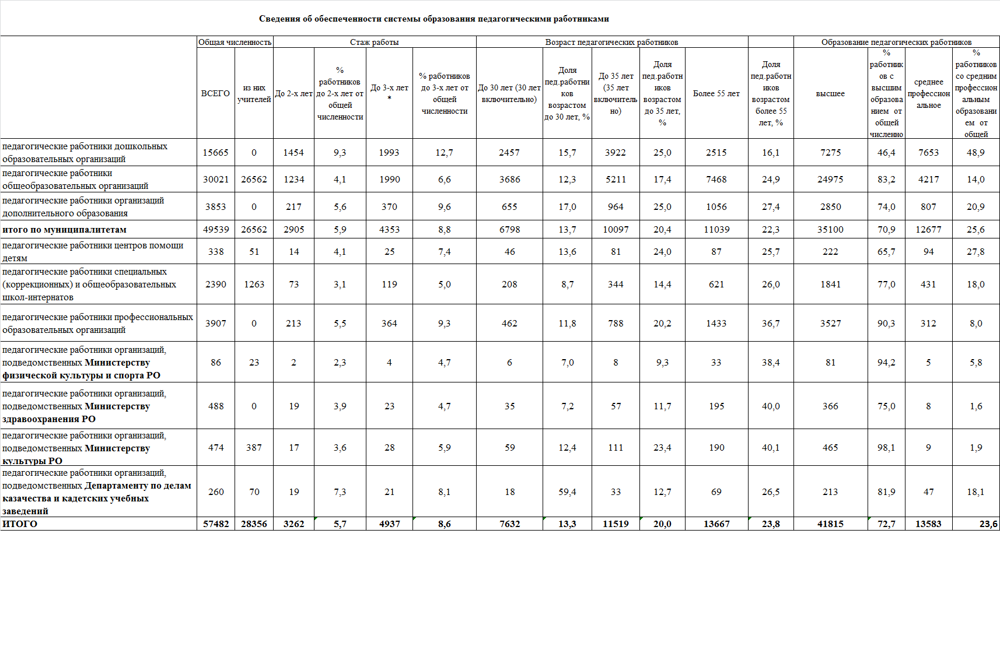 Сведения об обеспеченности системы образования педагогическими работниками
Общая численность Стаж работы Возраст педагогических работников Образование педагогических работников
ВСЕГО
из них
учителей
До 2-х лет
%
работников
до 2-х лет от
общей
численности
До 3-х лет
*
% работников
до 3-х лет от
общей
численности
До 30 лет (30 лет
включительно)
Доля
пед.работни
ков
возрастом
до 30 лет, %
До 35 лет
(35 лет
включитель
но)
Доля
пед.работн
иков
возрастом
до 35 лет,
%
Более 55 лет
Доля
пед.работн
иков
возрастом
более 55
лет, %
высшее
%
работник
ов с
высшим
образова
нием от
общей
численно
среднее
профессион
альное
%
работников
со средним
профессион
альным
образовани
ем от
общей
педагогические работники дошкольных
образовательных организаций
15665 0 1454 9,3 1993 12,7 2457 15,7 3922 25,0 2515 16,1 7275 46,4 7653 48,9
педагогические работники
общеобразовательных организаций
30021 26562 1234 4,1 1990 6,6 3686 12,3 5211 17,4 7468 24,9 24975 83,2 4217 14,0
педагогические работники организаций
дополнительного образования
3853 0 217 5,6 370 9,6 655 17,0 964 25,0 1056 27,4 2850 74,0 807 20,9
итого по муниципалитетам 49539 26562 2905 5,9 4353 8,8 6798 13,7 10097 20,4 11039 22,3 35100 70,9 12677 25,6
педагогические работники центров помощи
детям
338 51 14 4,1 25 7,4 46 13,6 81 24,0 87 25,7 222 65,7 94 27,8
педагогические работники специальных
(коррекционных) и общеобразовательных
школ-интернатов
2390 1263 73 3,1 119 5,0 208 8,7 344 14,4 621 26,0 1841 77,0 431 18,0
педагогические работники профессиональных
образовательных организаций
3907 0 213 5,5 364 9,3 462 11,8 788 20,2 1433 36,7 3527 90,3 312 8,0
педагогические работники организаций,
подведомственных Министерству
физической культуры и спорта РО
86 23 2 2,3 4 4,7 6 7,0 8 9,3 33 38,4 81 94,2 5 5,8
педагогические работники организаций,
подведомственных Министерству
здравоохранения РО
488 0 19 3,9 23 4,7 35 7,2 57 11,7 195 40,0 366 75,0 8 1,6
педагогические работники организаций,
подведомственных Министерству
культуры РО
474 387 17 3,6 28 5,9 59 12,4 111 23,4 190 40,1 465 98,1 9 1,9
педагогические работники организаций,
подведомственных Департаменту по делам
казачества и кадетских учебных
заведений
260 70 19 7,3 21 8,1 18 59,4 33 12,7 69 26,5 213 81,9 47 18,1
ИТОГО 57482 28356 3262 5,7 4937 8,6 7632 13,3 11519 20,0 13667 23,8 41815 72,7 13583 23,6